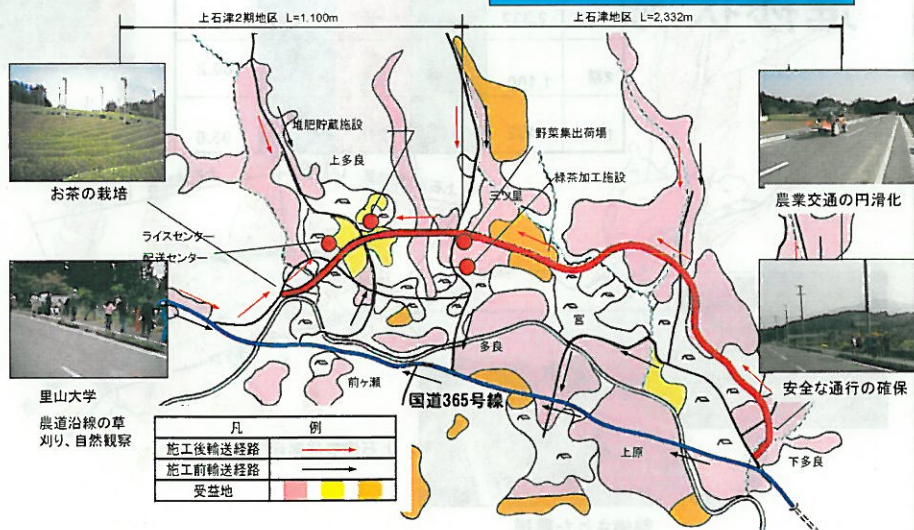 上石津2期地区 L=1,100m
上石津地区 L=2,332m
堆肥貯蔵施設
上多良
野菜集出荷場
緑茶加工施設
三ツ里
お茶の栽培
農業交通の円滑化
ライスセンター
配送センター
宮
多良
前ヶ瀬
国道365号線
安全な通行の確保
里山大学
農道沿線の草
刈り、自然観察
上原
下多良
凡 例
施工後輸送経路
施工前輸送経路
受益地